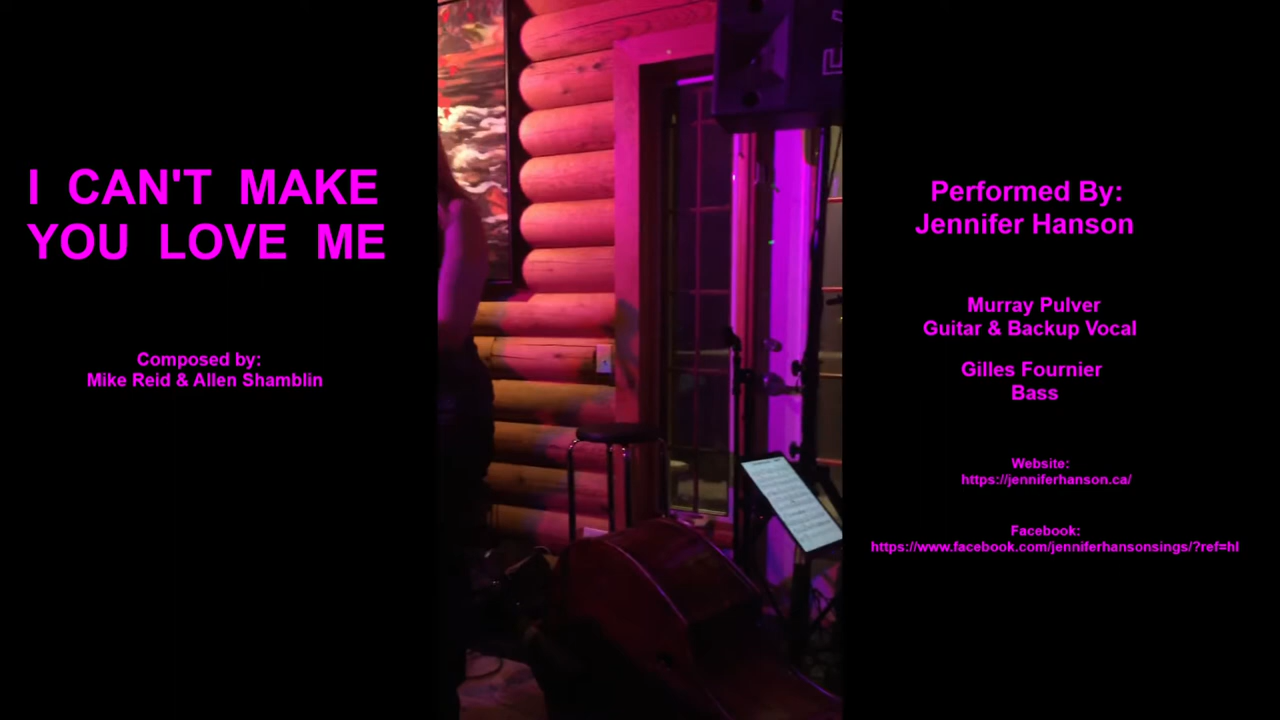 I CAN'T MAKE
YOU LOVE ME
Composed by:
Mike Reid & Allen Shamblin
Performed By:
Jennifer Hanson
Murray Pulver
Guitar & Backup Vocal
Gilles Fournier
Bass
Website:
https://jenniferhanson.ca/
Facebook:
https://www.facebook.com/jenniferhansonsings/?ref=hl